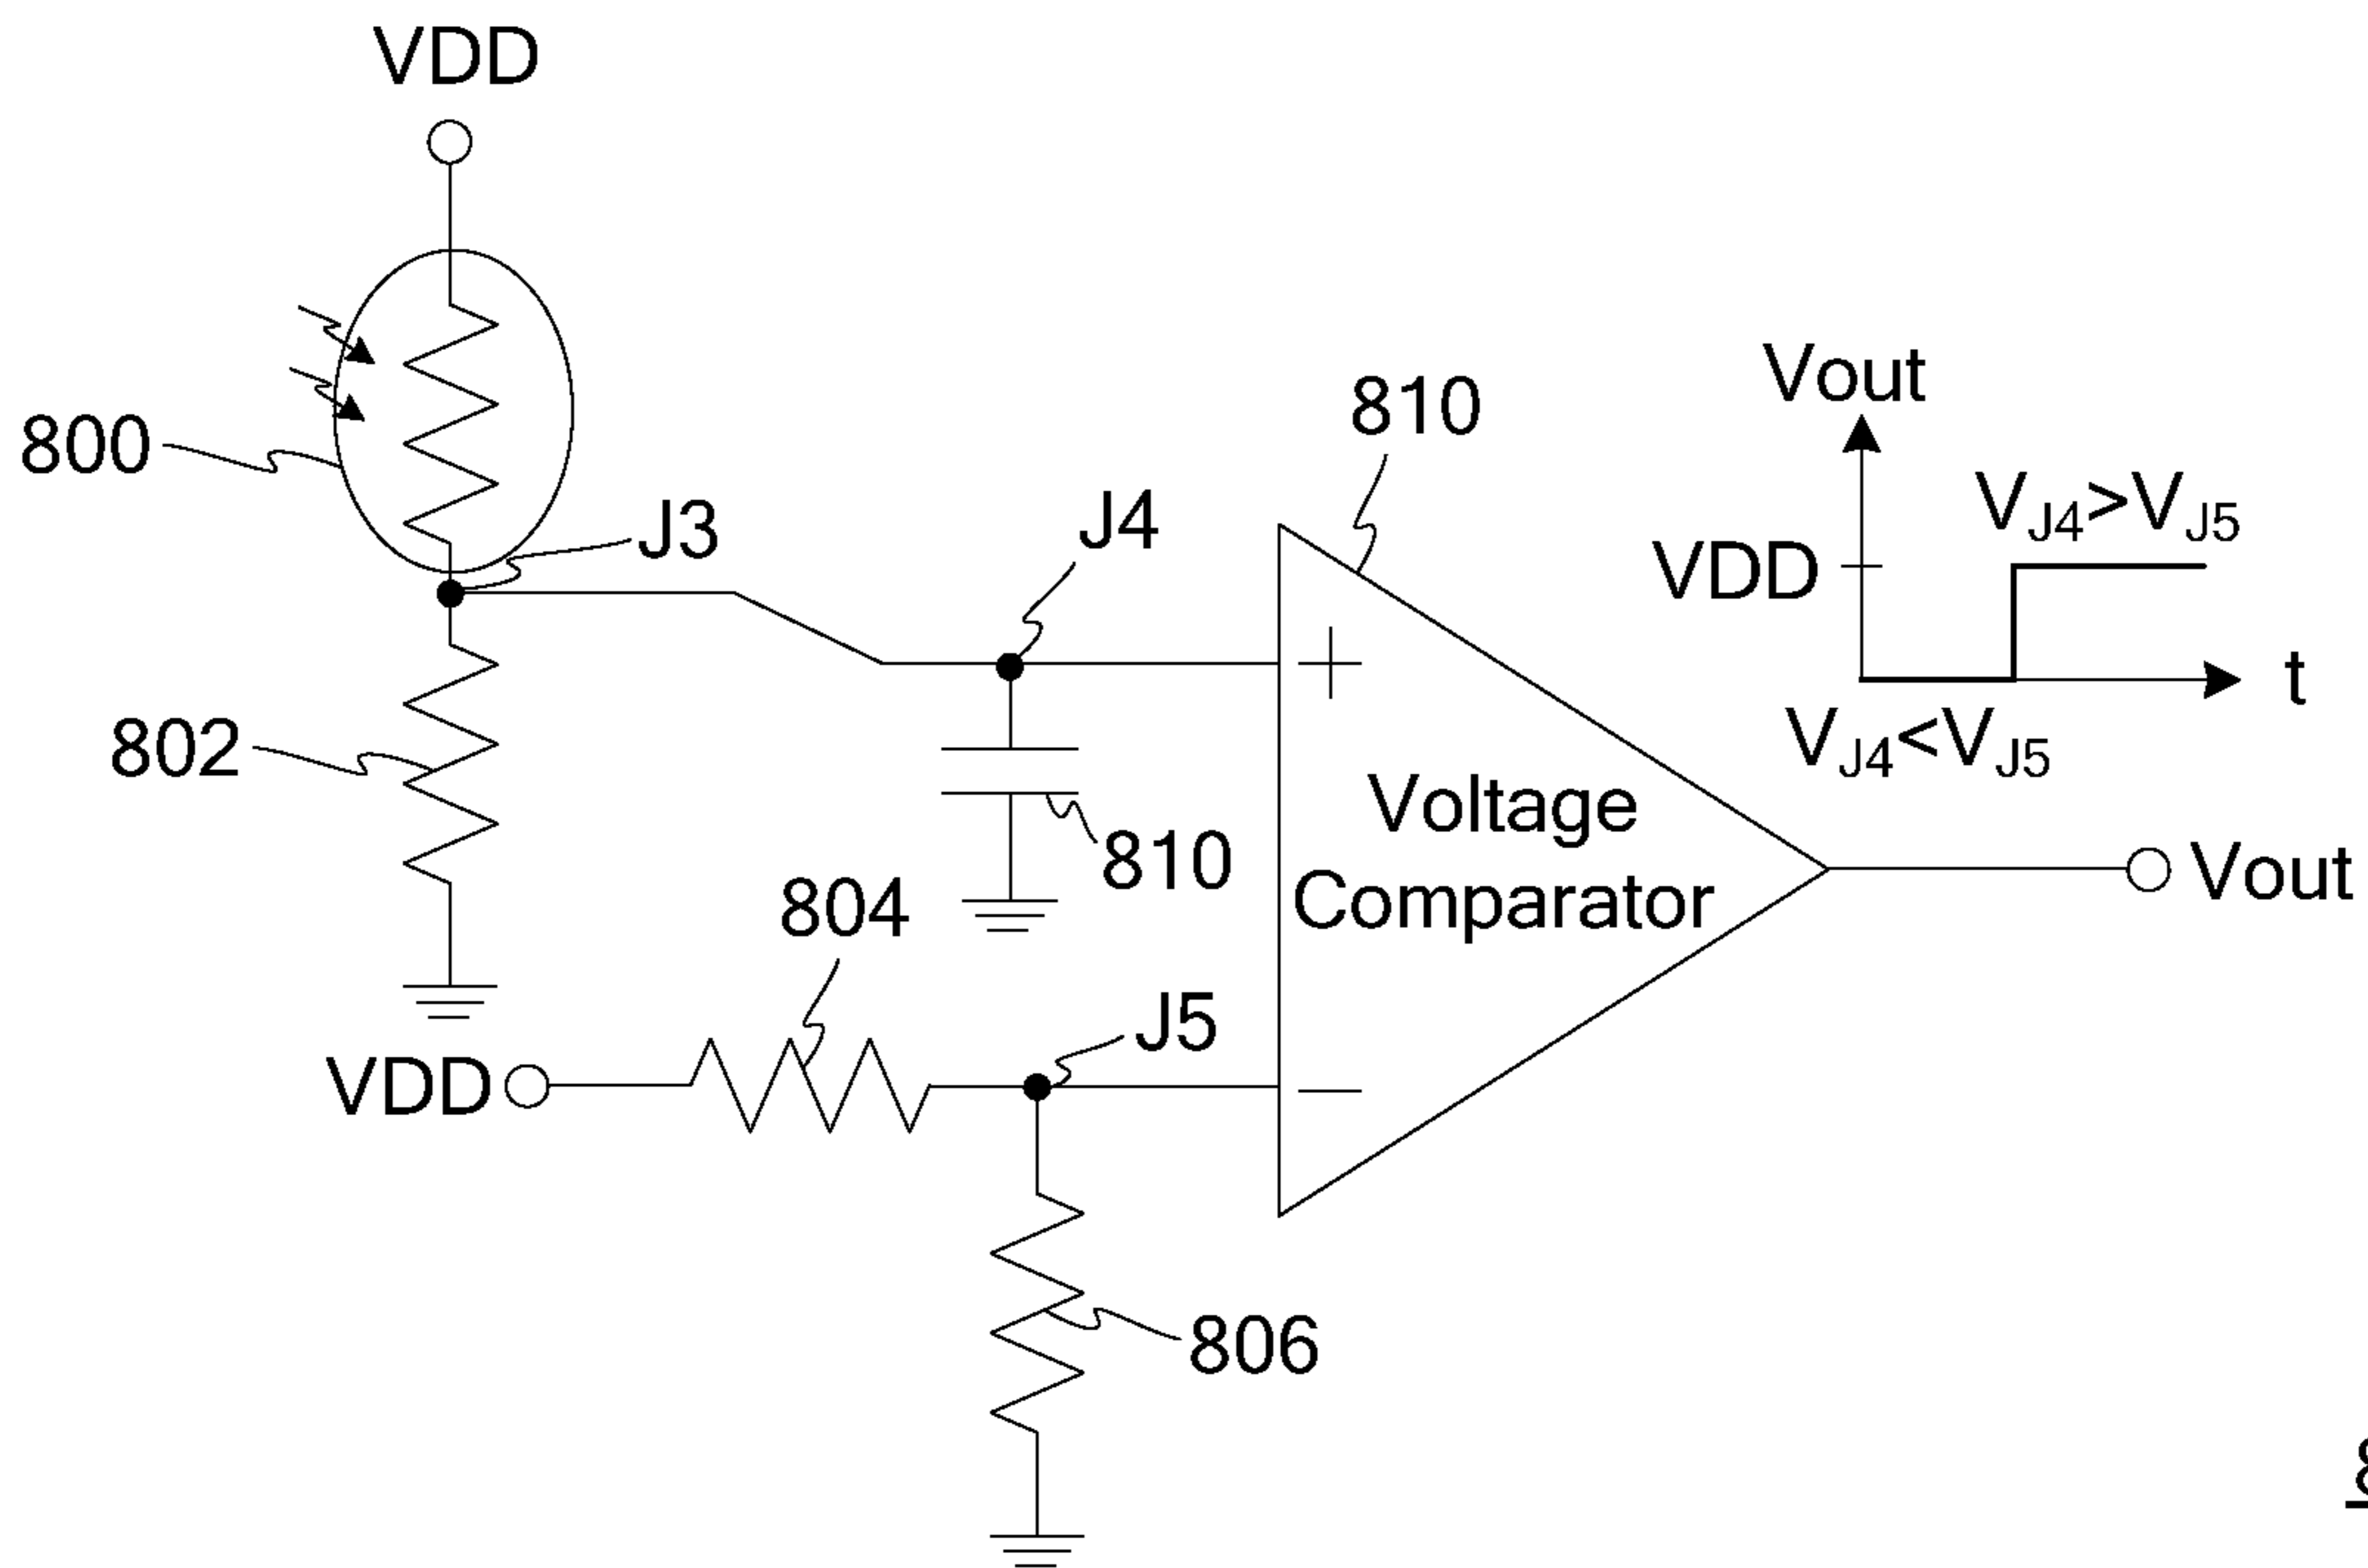 VDD
800
J3
J4
810
Vout
VJ4>VJ5
VDD
t
VJ4<VJ5
802
810
Voltage
Comparator
Vout
804
VDD
J5
806